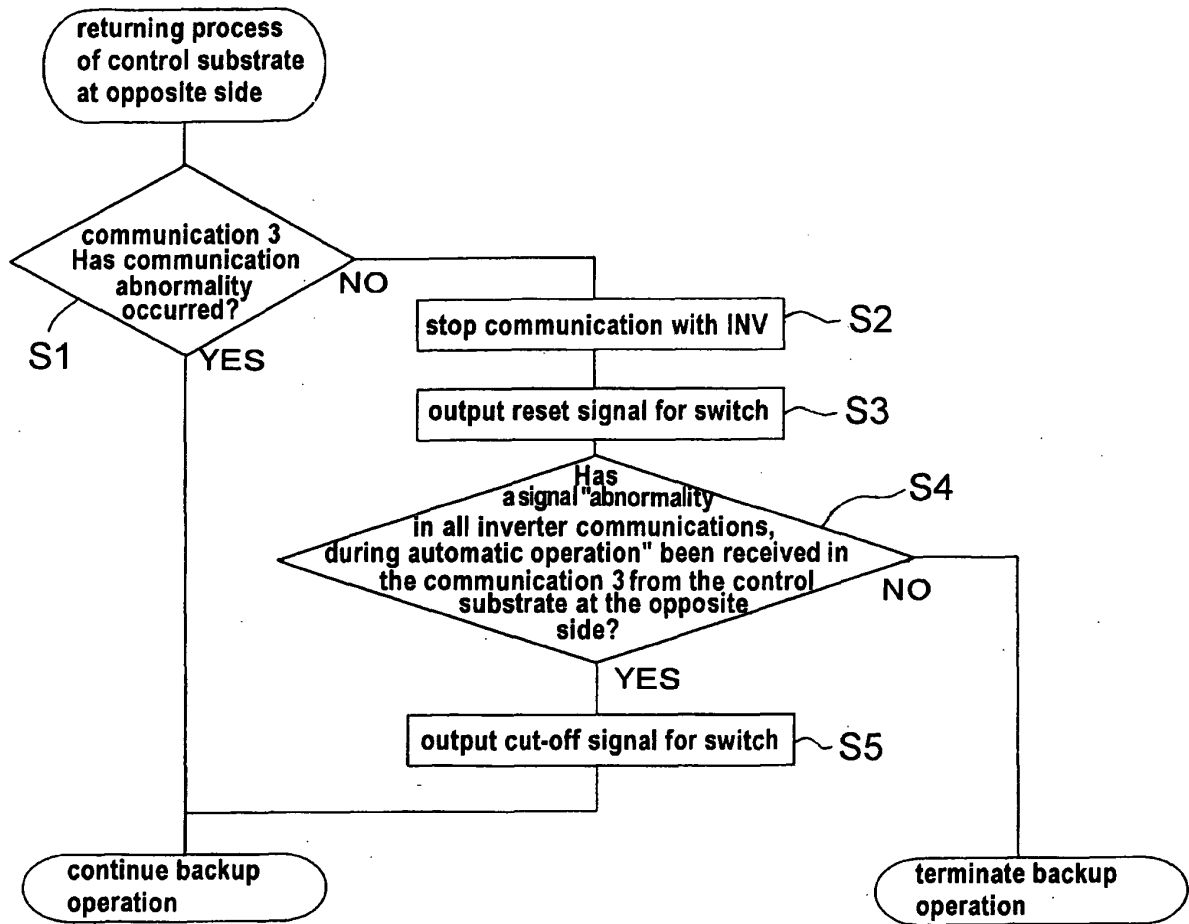 returning process
of control substrate
at opposite side
communication 3
Has communication
abnormality
occurred?
NO
S1
YES
stop communication with INV
S2
output reset signal for switch
S3
Has
a signal "abnormality
in all inverter communications,
during automatic operation" been received in
the communication 3 from the control
substrate at the opposite
side?
S4
NO
YES
output cut-off signal for switch
S5
continue backup
operation
terminate backup
operation